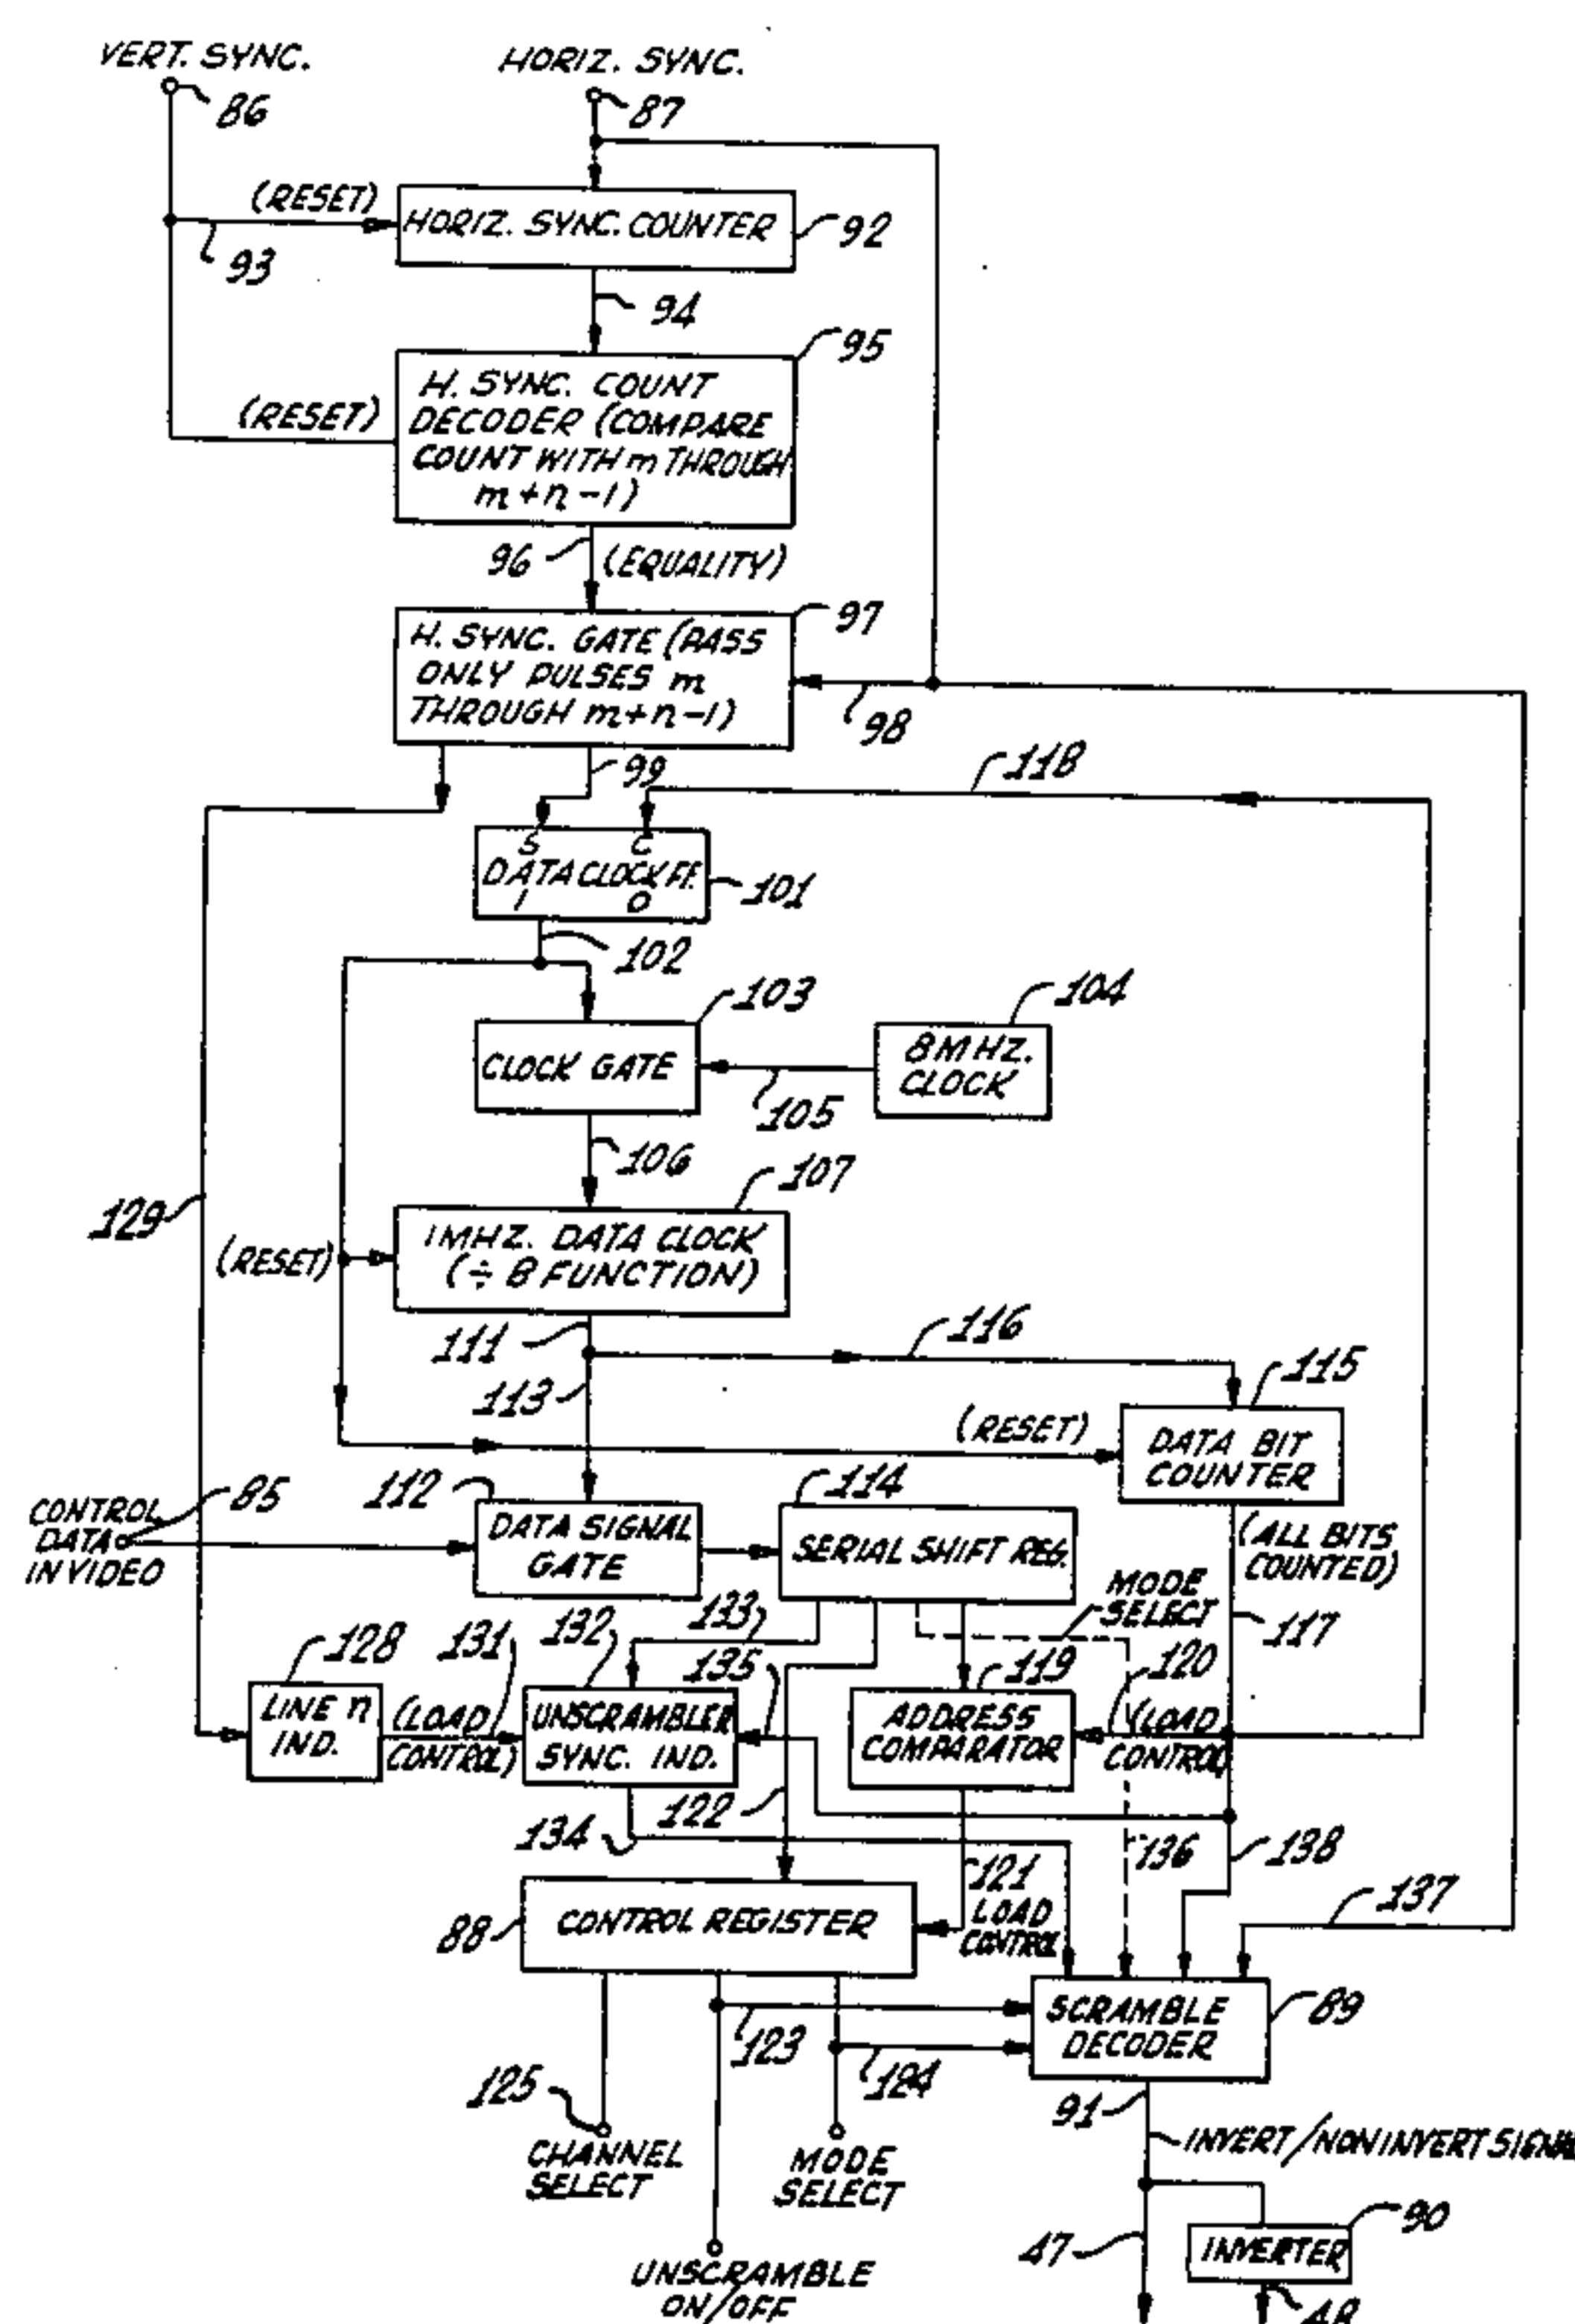 VERT. SYNC.
HORIZ. SYNC.
86
87
(RESET)
HORIZ. SYNC. COUNTER
92
93
94
95
H. SYNC. COUNT
DECODER (COMPARE
COUNT WITH m THROUGH
m+n-1)
(RESET)
96
(EQUALITY)
97
H. SYNC. GATE (PASS
ONLY PULSES m
THROUGH m+n-1)
98
99
118
S C
DATA CLOCK FF.
1 0
101
102
103
104
CLOCK GATE
8 MHZ.
CLOCK
105
106
107
129
(RESET)
1 MHZ. DATA CLOCK
(÷ 8 FUNCTION)
111
116
113
115
(RESET)
DATA BIT
COUNTER
112
85
CONTROL
DATA
IN VIDEO
DATA SIGNAL
GATE
114
SERIAL SHIFT REG.
(ALL BITS
COUNTED)
MODE
SELECT
117
128
131
132
133
135
119
120
LINE n
IND.
(LOAD
CONTROL)
UNSCRAMBLER
SYNC. IND.
ADDRESS
COMPARATOR
(LOAD
CONTROL)
122
134
121
136
138
137
88
CONTROL REGISTER
LOAD
CONTROL
SCRAMBLE
DECODER
89
123
124
125
91
CHANNEL
SELECT
MODE
SELECT
INVERT/NONINVERT SIGNAL
47
INVERTER
90
UNSCRAMBLE
ON/OFF
48